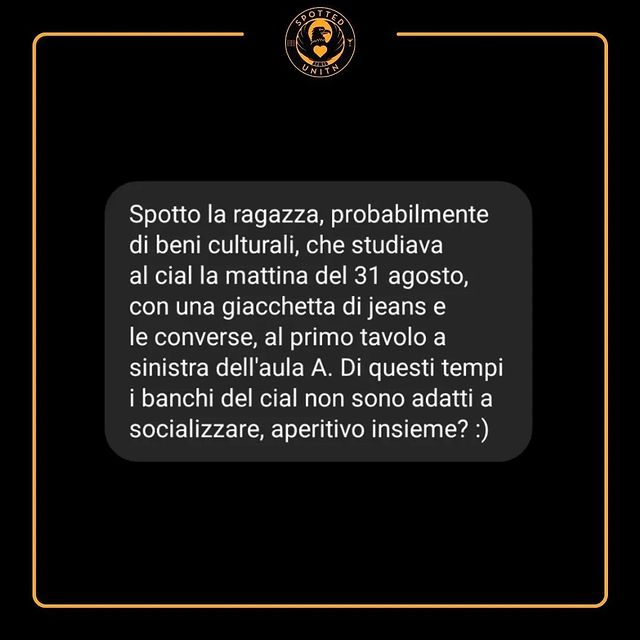 SPOTTED
UNITN
Spotto la ragazza, probabilmente
di beni culturali, che studiava
al cial la mattina del 31 agosto,
con una giacchetta di jeans e
le converse, al primo tavolo a
sinistra dell'aula A. Di questi tempi
i banchi del cial non sono adatti a
socializzare, aperitivo insieme? :)